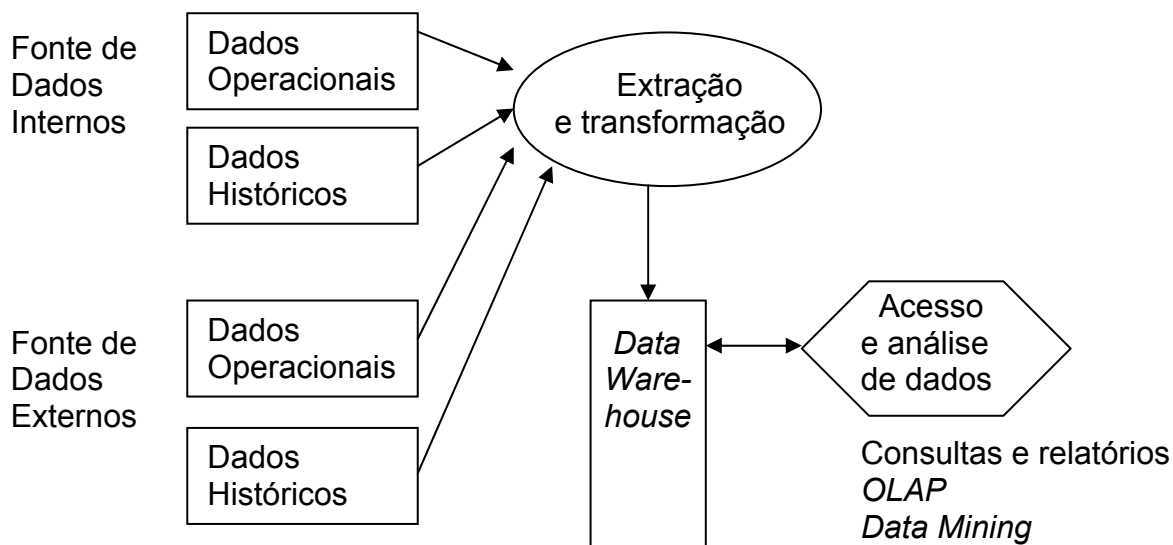 Fonte de
Dados
Internos
Dados
Operacionais
Dados
Históricos
Extração
e transformação
Fonte de
Dados
Externos
Dados
Operacionais
Dados
Históricos
Data
Ware-
house
Acesso
e análise
de dados
Consultas e relatórios
OLAP
Data Mining